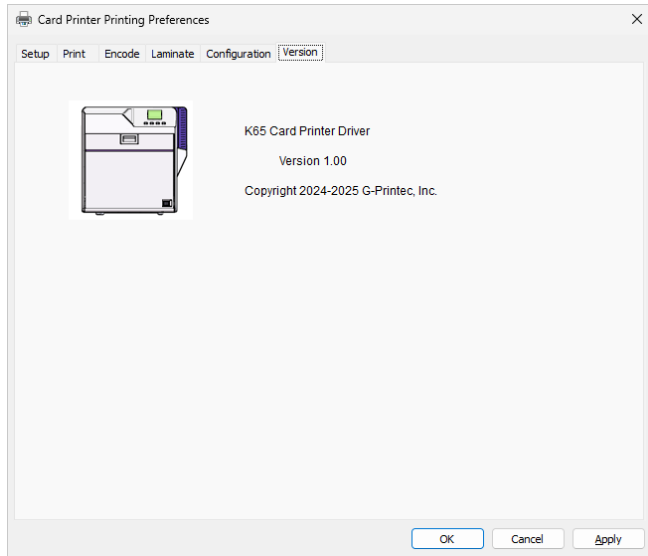 Card Printer Printing Preferences
Setup Print Encode Laminate Configuration Version
K65 Card Printer Driver
Version 1.00
Copyright 2024-2025 G-Printec, Inc.
OK Cancel Apply